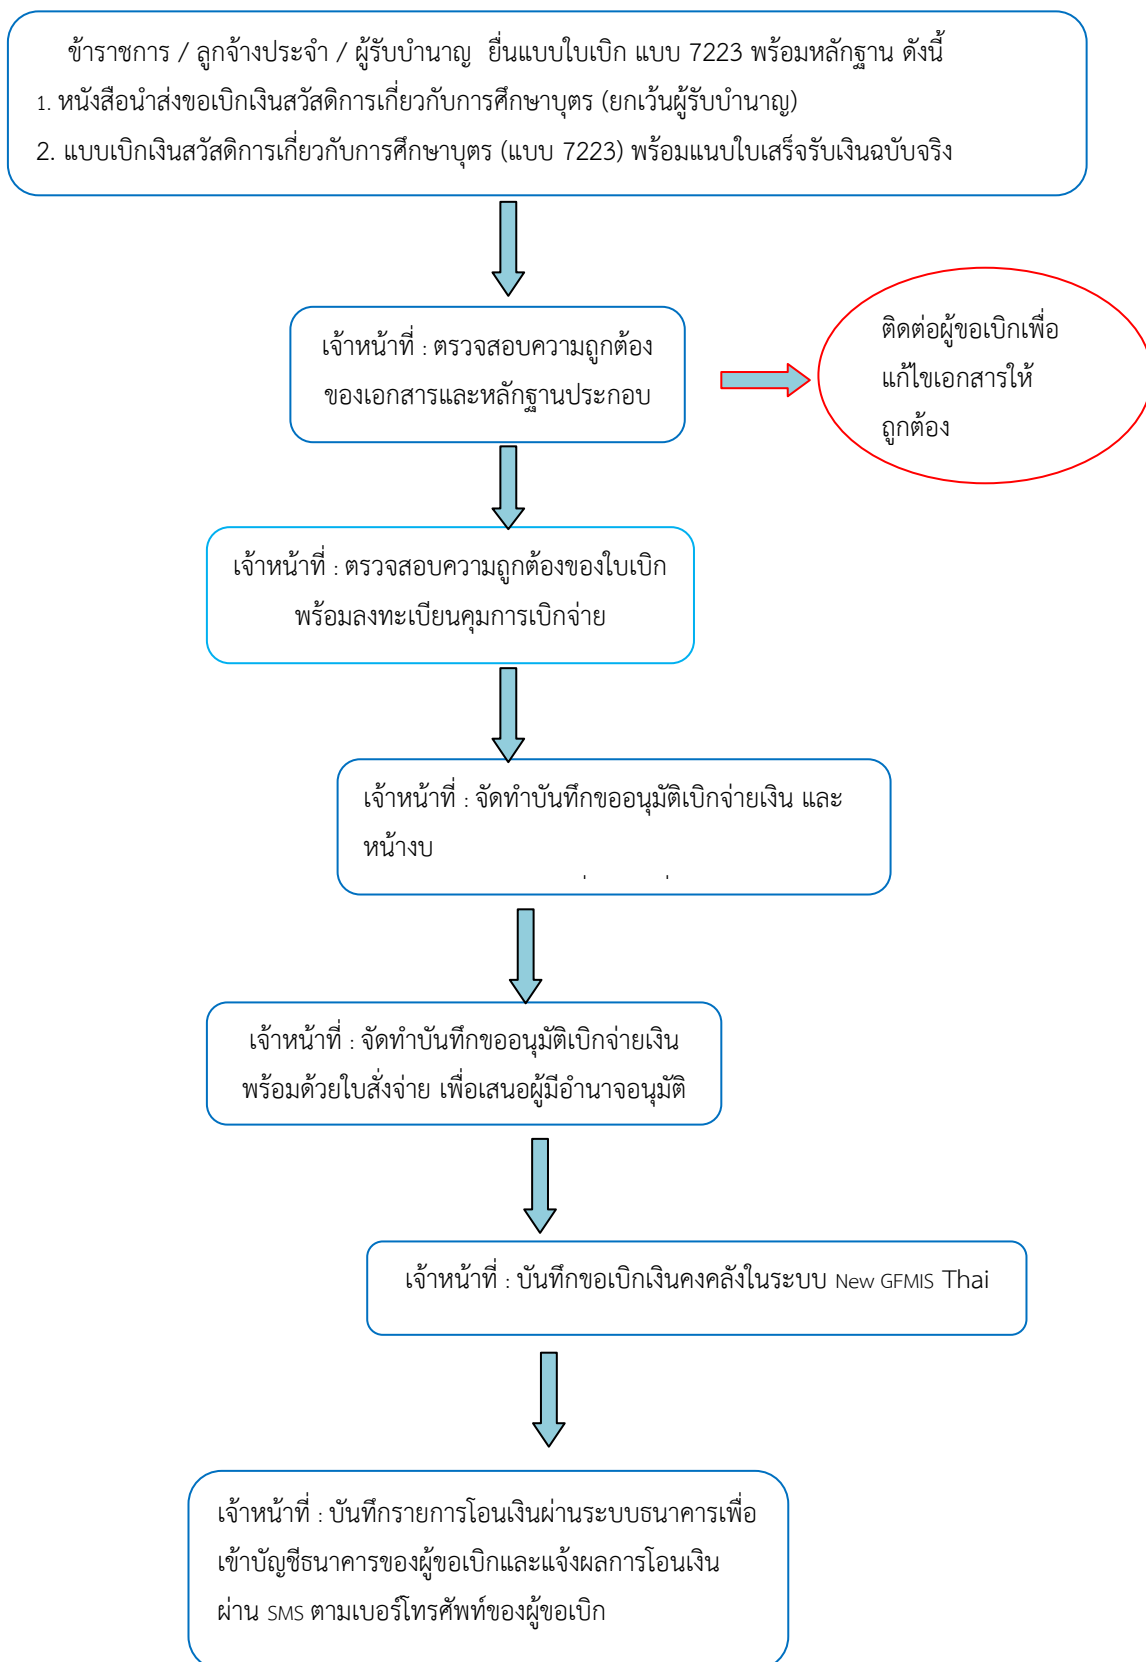 ข้าราชการ / ลูกจ้างประจำ / ผู้รับบำนาญ ยื่นแบบใบเบิก แบบ 7223 พร้อมหลักฐาน ดังนี้
1. หนังสือนำส่งขอเบิกเงินสวัสดิการเกี่ยวกับการศึกษาบุตร (ยกเว้นผู้รับบำนาญ)
2. แบบเบิกเงินสวัสดิการเกี่ยวกับการศึกษาบุตร (แบบ 7223) พร้อมแนบใบเสร็จรับเงินฉบับจริง
เจ้าหน้าที่ : ตรวจสอบความถูกต้อง
ของเอกสารและหลักฐานประกอบ
ติดต่อผู้ขอเบิกเพื่อ
แก้ไขเอกสารให้
ถูกต้อง
เจ้าหน้าที่ : ตรวจสอบความถูกต้องของใบเบิก
พร้อมลงทะเบียนคุมการเบิกจ่าย
เจ้าหน้าที่ : จัดทำบันทึกขออนุมัติเบิกจ่ายเงิน และ
หน้างบ
เจ้าหน้าที่ : จัดทำบันทึกขออนุมัติเบิกจ่ายเงิน
พร้อมด้วยใบสั่งจ่าย เพื่อเสนอผู้มีอำนาจอนุมัติ
เจ้าหน้าที่ : บันทึกขอเบิกเงินคงคลังในระบบ New GFMIS Thai
เจ้าหน้าที่ : บันทึกรายการโอนเงินผ่านระบบธนาคารเพื่อ
เข้าบัญชีธนาคารของผู้ขอเบิกและแจ้งผลการโอนเงิน
ผ่าน SMS ตามเบอร์โทรศัพท์ของผู้ขอเบิก